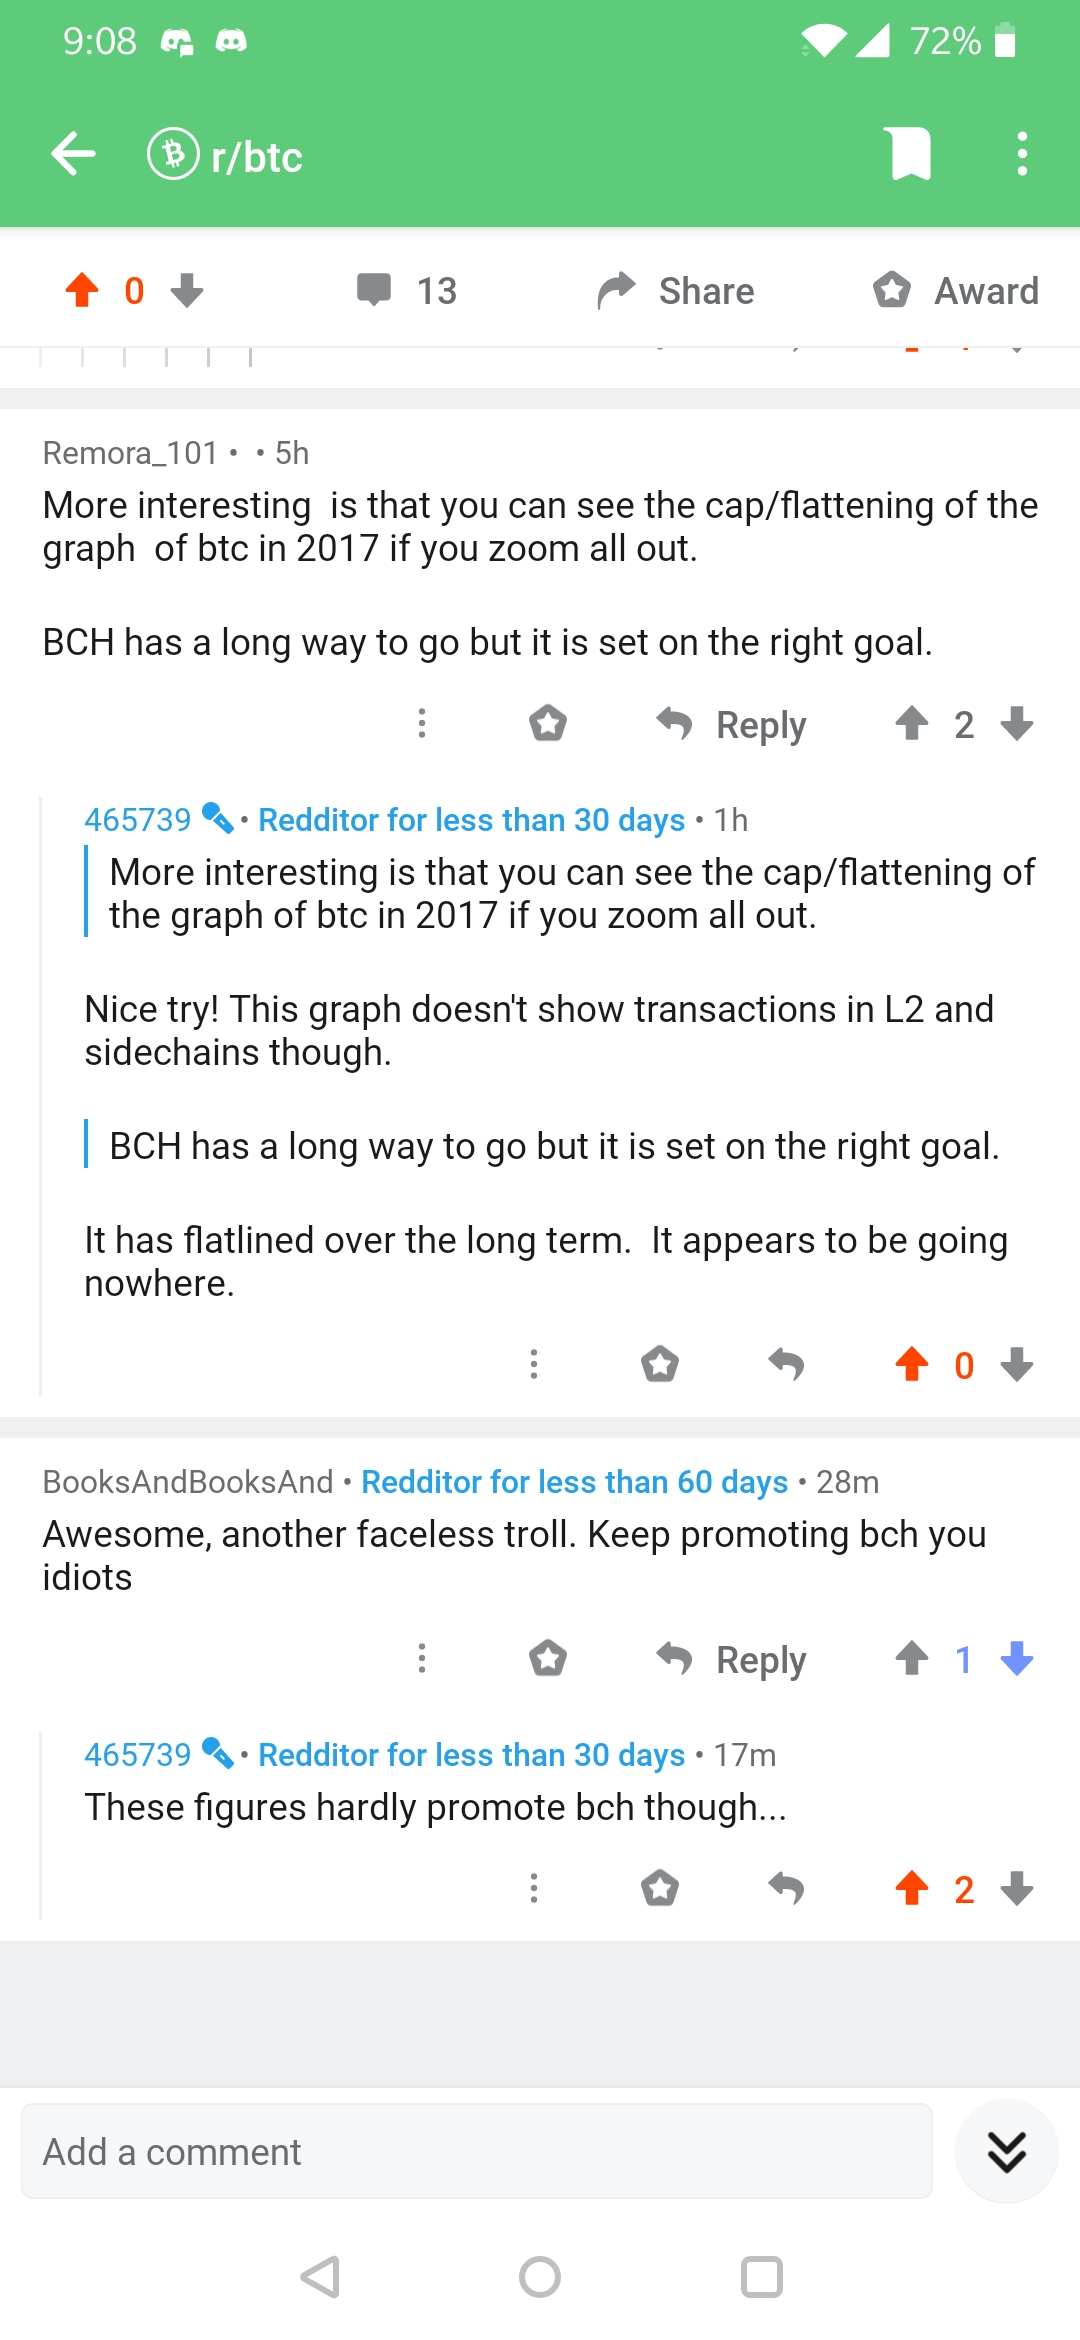 9:08
72%
r/btc
0
13
Share
Award
Remora_101 • • 5h
More interesting  is that you can see the cap/flattening of the
graph  of btc in 2017 if you zoom all out.
BCH has a long way to go but it is set on the right goal.
Reply
2
465739 • Redditor for less than 30 days • 1h
More interesting is that you can see the cap/flattening of
the graph of btc in 2017 if you zoom all out.
Nice try! This graph doesn't show transactions in L2 and
sidechains though.
BCH has a long way to go but it is set on the right goal.
It has flatlined over the long term.  It appears to be going
nowhere.
0
BooksAndBooksAnd • Redditor for less than 60 days • 28m
Awesome, another faceless troll. Keep promoting bch you
idiots
Reply
1
465739 • Redditor for less than 30 days • 17m
These figures hardly promote bch though...
2
Add a comment